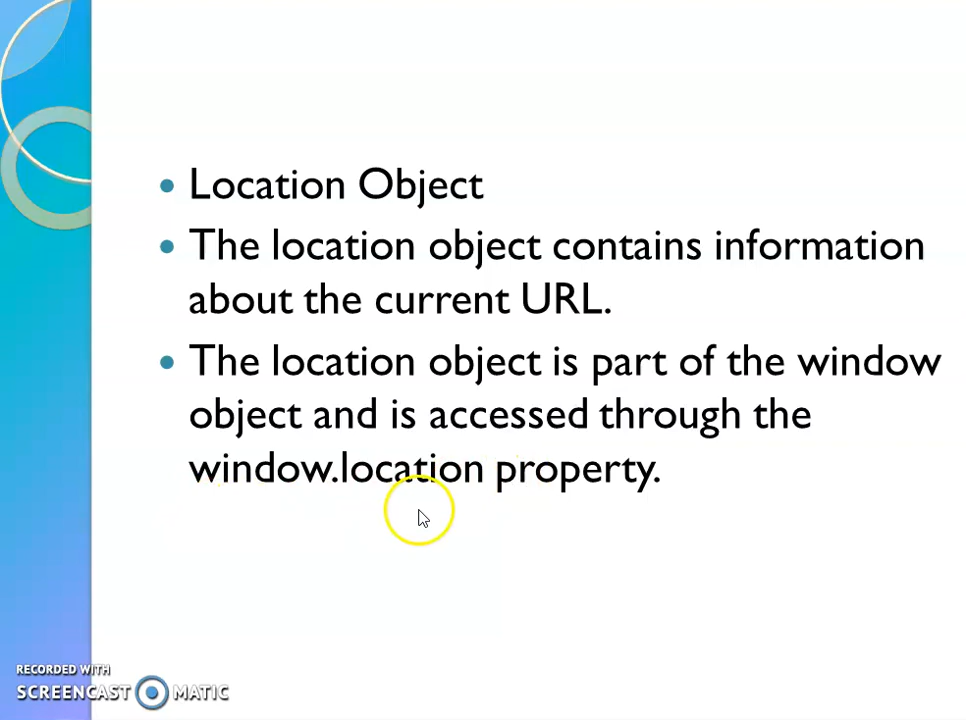 Location Object
The location object contains information
about the current URL.
The location object is part of the window
object and is accessed through the
window.location property.
RECORDED WITH
SCREENCAST MATIC